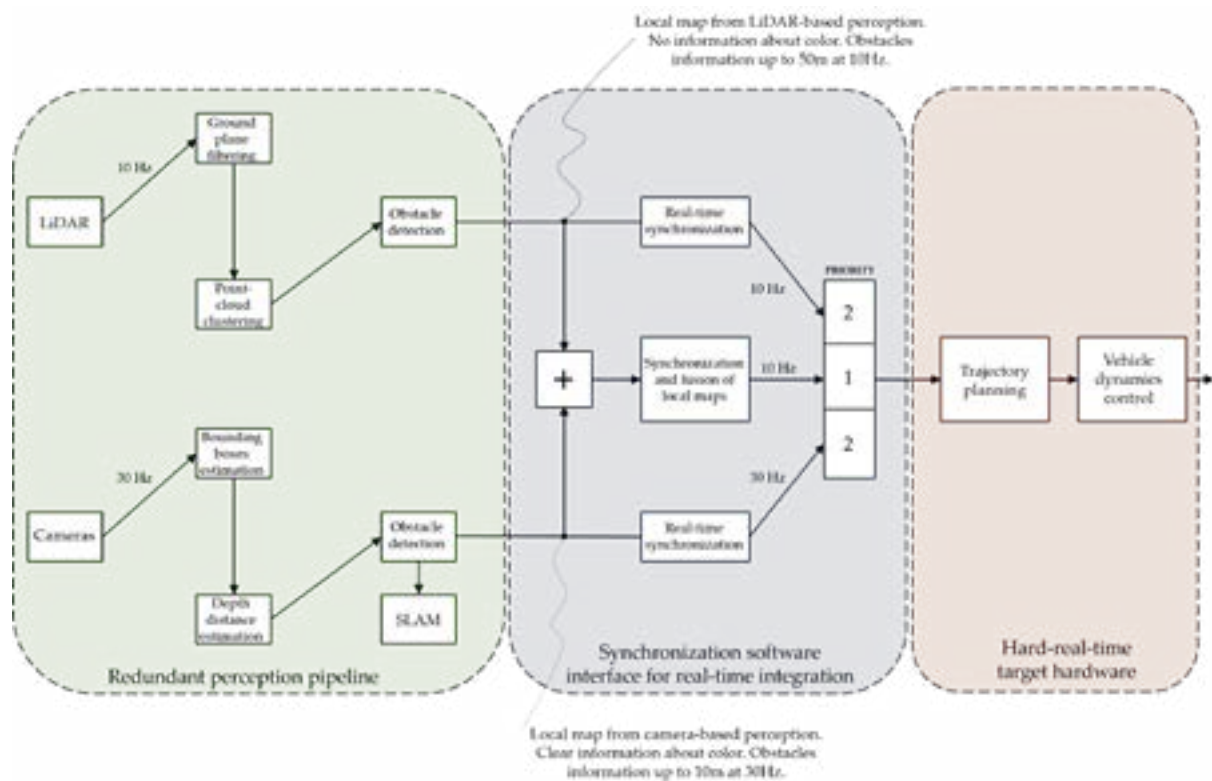 Local map from LiDAR-based perception.
No information about color. Obstacles
information up to 50m at 10Hz.
Ground
plane
filtering
10 Hz
LiDAR
Obstacle
detection
Point-
cloud
clustering
Real-time
synchronization
PRIORITY
10 Hz
2
+
Synchronization
and fusion of
local maps
10 Hz
1
Trajectory
planning
Vehicle
dynamics
control
Bounding
boxes
estimation
30 Hz
Cameras
Obstacle
detection
2
30 Hz
Real-time
synchronization
Depth
distance
estimation
SLAM
Redundant perception pipeline
Synchronization software
interface for real-time integration
Hard-real-time
target hardware
Local map from camera-based perception.
Clear information about color. Obstacles
information up to 10m at 30Hz.